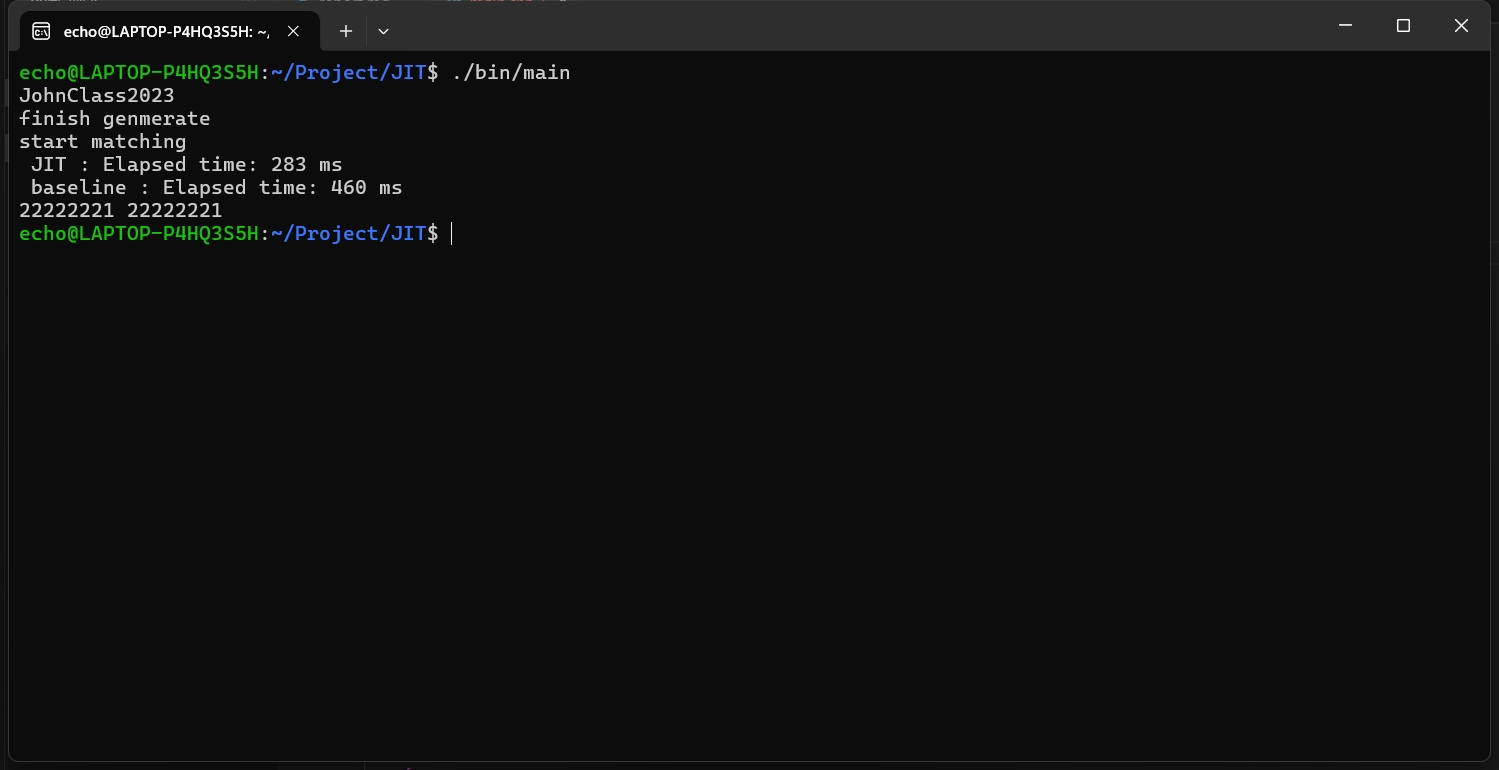 echo@LAPTOP-P4HQ3S5H: ~,
echo@LAPTOP-P4HQ3S5H:~/Project/JIT$ ./bin/main
JohnClass2023
finish genmerate
start matching
JIT : Elapsed time: 283 ms
baseline : Elapsed time: 460 ms
22222221 22222221
echo@LAPTOP-P4HQ3S5H:~/Project/JIT$